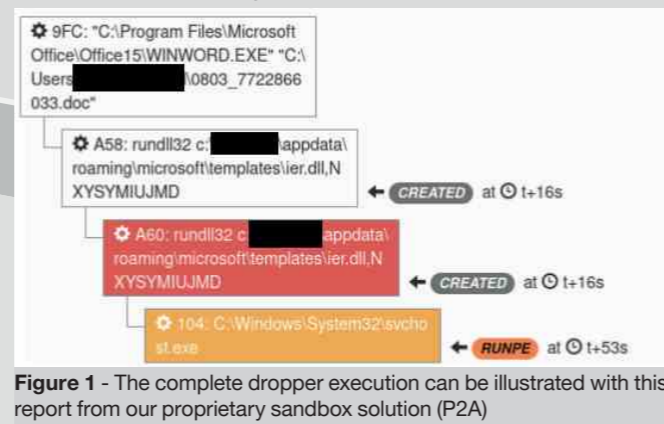 9FC: "C:\Program Files\Microsoft
Office\Office15\WINWORD.EXE" "C:\
Users\0803_7722866
033.doc"
A58: rundll32 c:\appdata\
roaming\microsoft\templates\ier.dll,N
XYSYMIUJMD
CREATED at t+16s
A60: rundll32 c appdata\
roaming\microsoft\templates\ier.dll,N
XYSYMIUJMD
CREATED at t+16s
104: C:\Windows\System32\svcho
st.exe
RUNPE at t+53s
Figure 1 - The complete dropper execution can be illustrated with this
report from our proprietary sandbox solution (P2A)